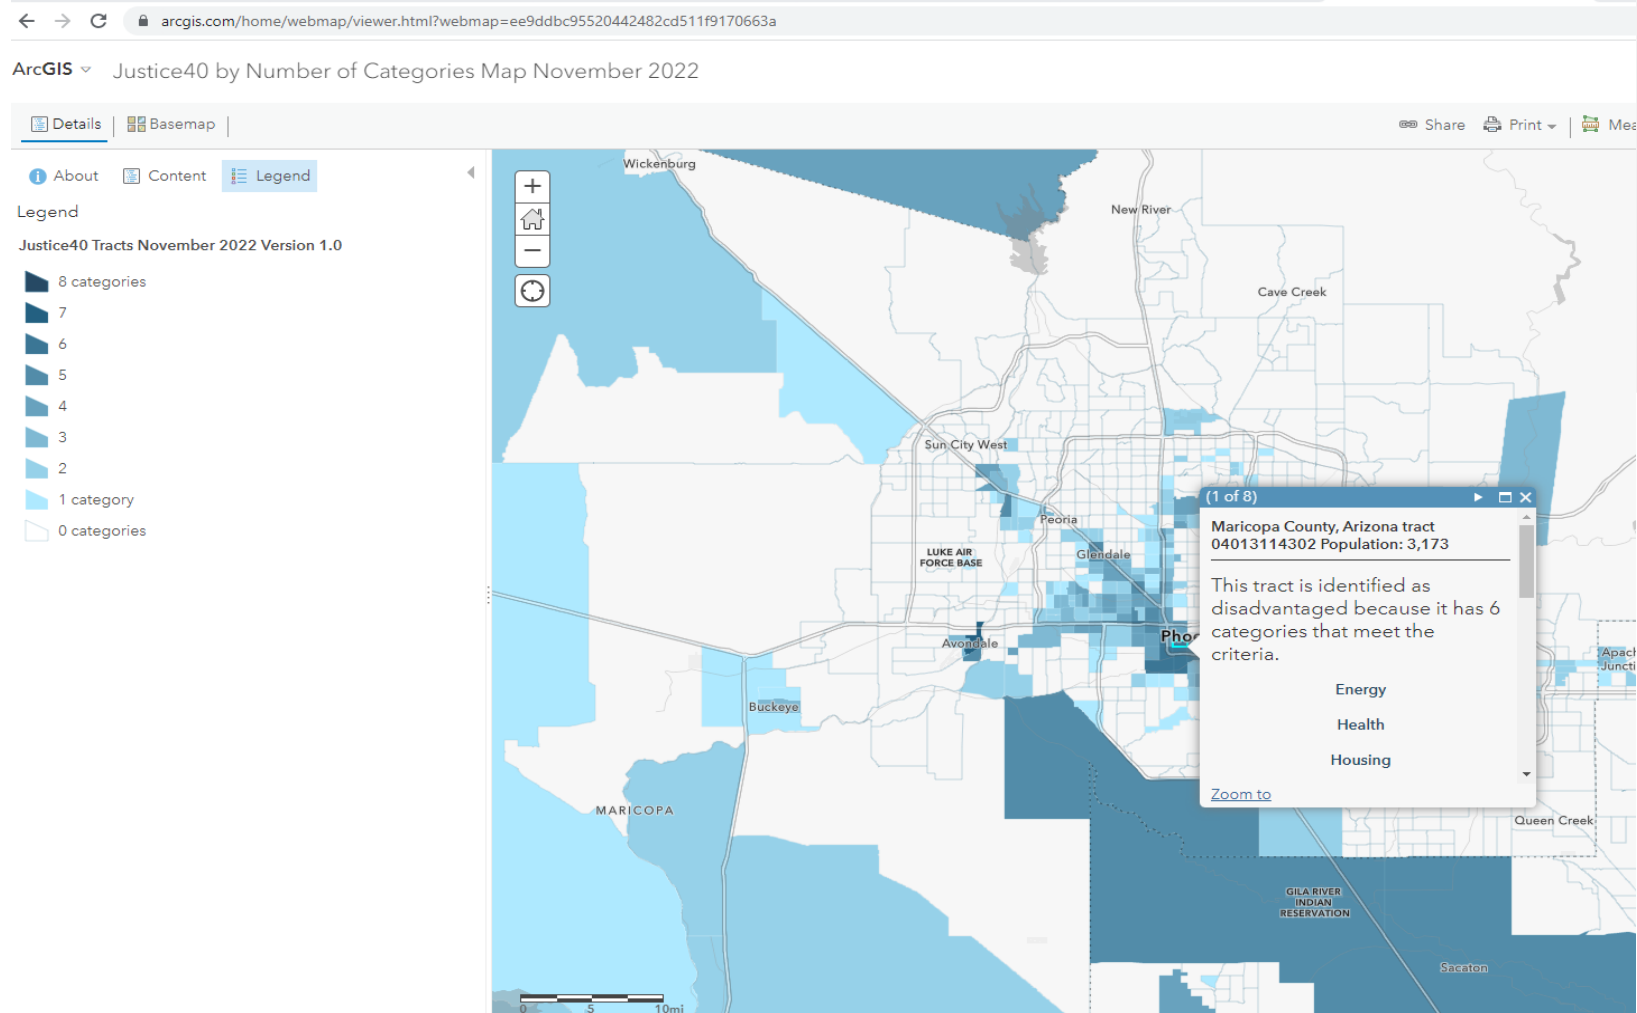 arcgis.com/home/webmap/viewer.html?webmap=ee9ddbc95520442482cd511f9170663a
ArcGIS Justice40 by Number of Categories Map November 2022
Details Basemap Share Print Mea
About Content Legend
Legend
Justice40 Tracts November 2022 Version 1.0
8 categories
7
6
5
4
3
2
1 category
0 categories
Wickenburg
New River
Cave Creek
Sun City West
Peoria
LUKE AIR
FORCE BASE
Glendale
Avondale
Phoe
Buckeye
MARICOPA
(1 of 8)
Maricopa County, Arizona tract
04013114302 Population: 3,173
This tract is identified as
disadvantaged because it has 6
categories that meet the
criteria.
Energy
Health
Housing
Zoom to
Apach
Juncti
Queen Creek
GILA RIVER
INDIAN
RESERVATION
Sacaton
0 5 10mi